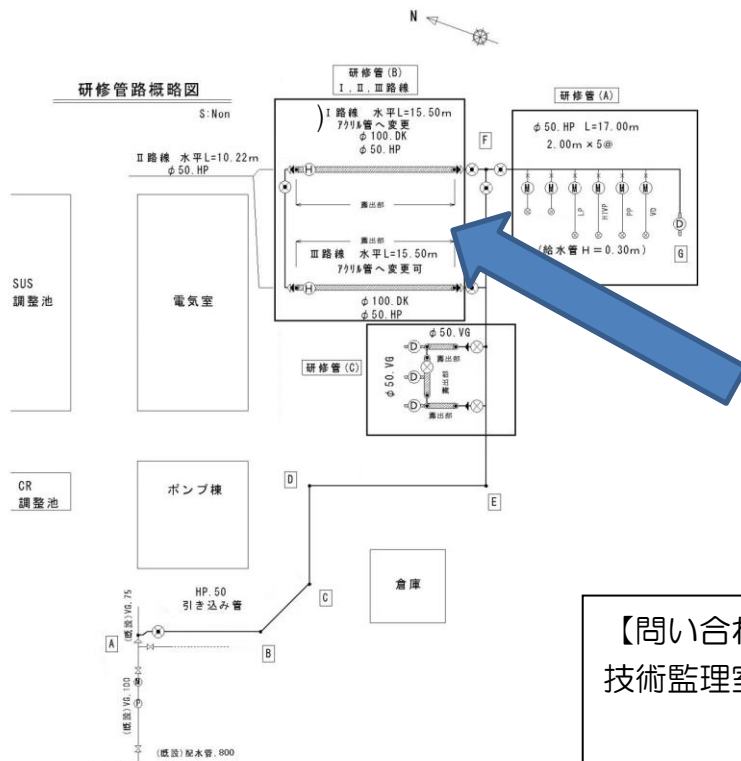 N
研修管路概略図
S:Non
研修管(B)
Ⅰ,Ⅱ,Ⅲ路線
)Ⅰ路線 水平L=15.50m
アクリル管へ変更
φ100.DK
φ50.HP
Ⅱ路線 水平L=10.22m
φ50.HP
H
露出部
露出部
Ⅲ路線 水平L=15.50m
アクリル管へ変更可
H
φ100.DK
φ50.HP
F
研修管(A)
φ50.HP L=17.00m
2.00m×5@
M
M
M
M
M
M
LP
HIVP
PP
VD
D
(給水管H=0.30m)
G
SUS
調整池
電気室
研修管(C)
φ50.VG
φ50.VG
D
露出部
D
露出部
D
露出部
CR
調整池
ポンプ棟
D
E
倉庫
C
HP.50
引き込み管
A
B
(既設)VG.75
M
P
(既設)VG.100
(既設)配水管.800
【問い合わ
技術監理室